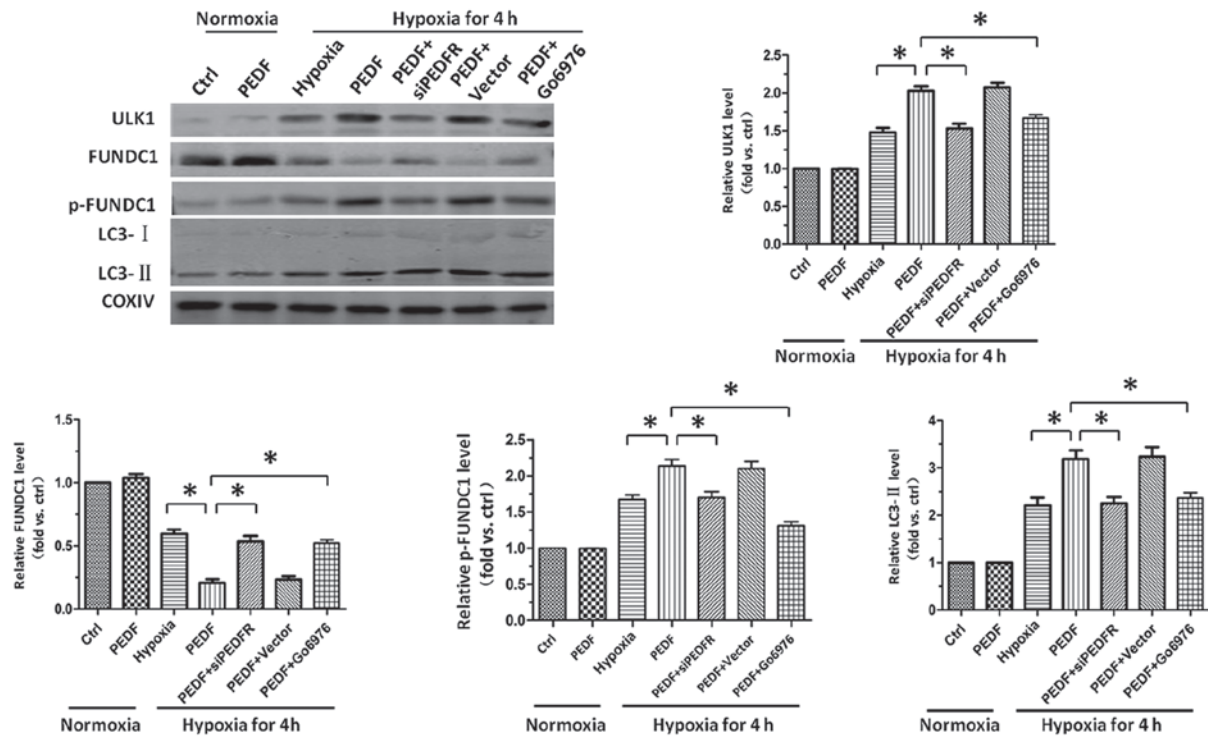 Normoxia Hypoxia for 4 h
Ctrl PEDF Hypoxia PEDF PEDF+ siPEDFR PEDF+ Vector PEDF+ Go6976
ULK1
FUNDC1
p-FUNDC1
LC3-Ⅰ
LC3-Ⅱ
COXIV
* * *
Relative ULK1 level
(fold vs. ctrl)
2.5
2.0
1.5
1.0
0.5
0.0
Ctrl PEDF Hypoxia PEDF PEDF+siPEDFR PEDF+Vector PEDF+Go6976
Normoxia Hypoxia for 4 h
Relative FUNDC1 level
(fold vs. ctrl)
1.5
1.0
0.5
0.0
* * *
Ctrl PEDF Hypoxia PEDF PEDF+siPEDFR PEDF+Vector PEDF+Go6976
Normoxia Hypoxia for 4 h
Relative p-FUNDC1 level
(fold vs. ctrl)
2.5
2.0
1.5
1.0
0.5
0.0
* * *
Ctrl PEDF Hypoxia PEDF PEDF+siPEDFR PEDF+Vector PEDF+Go6976
Normoxia Hypoxia for 4 h
Relative LC3-Ⅱ level
(fold vs. ctrl)
4
3
2
1
0
* * *
Ctrl PEDF Hypoxia PEDF PEDF+siPEDFR PEDF+Vector PEDF+Go6976
Normoxia Hypoxia for 4 h